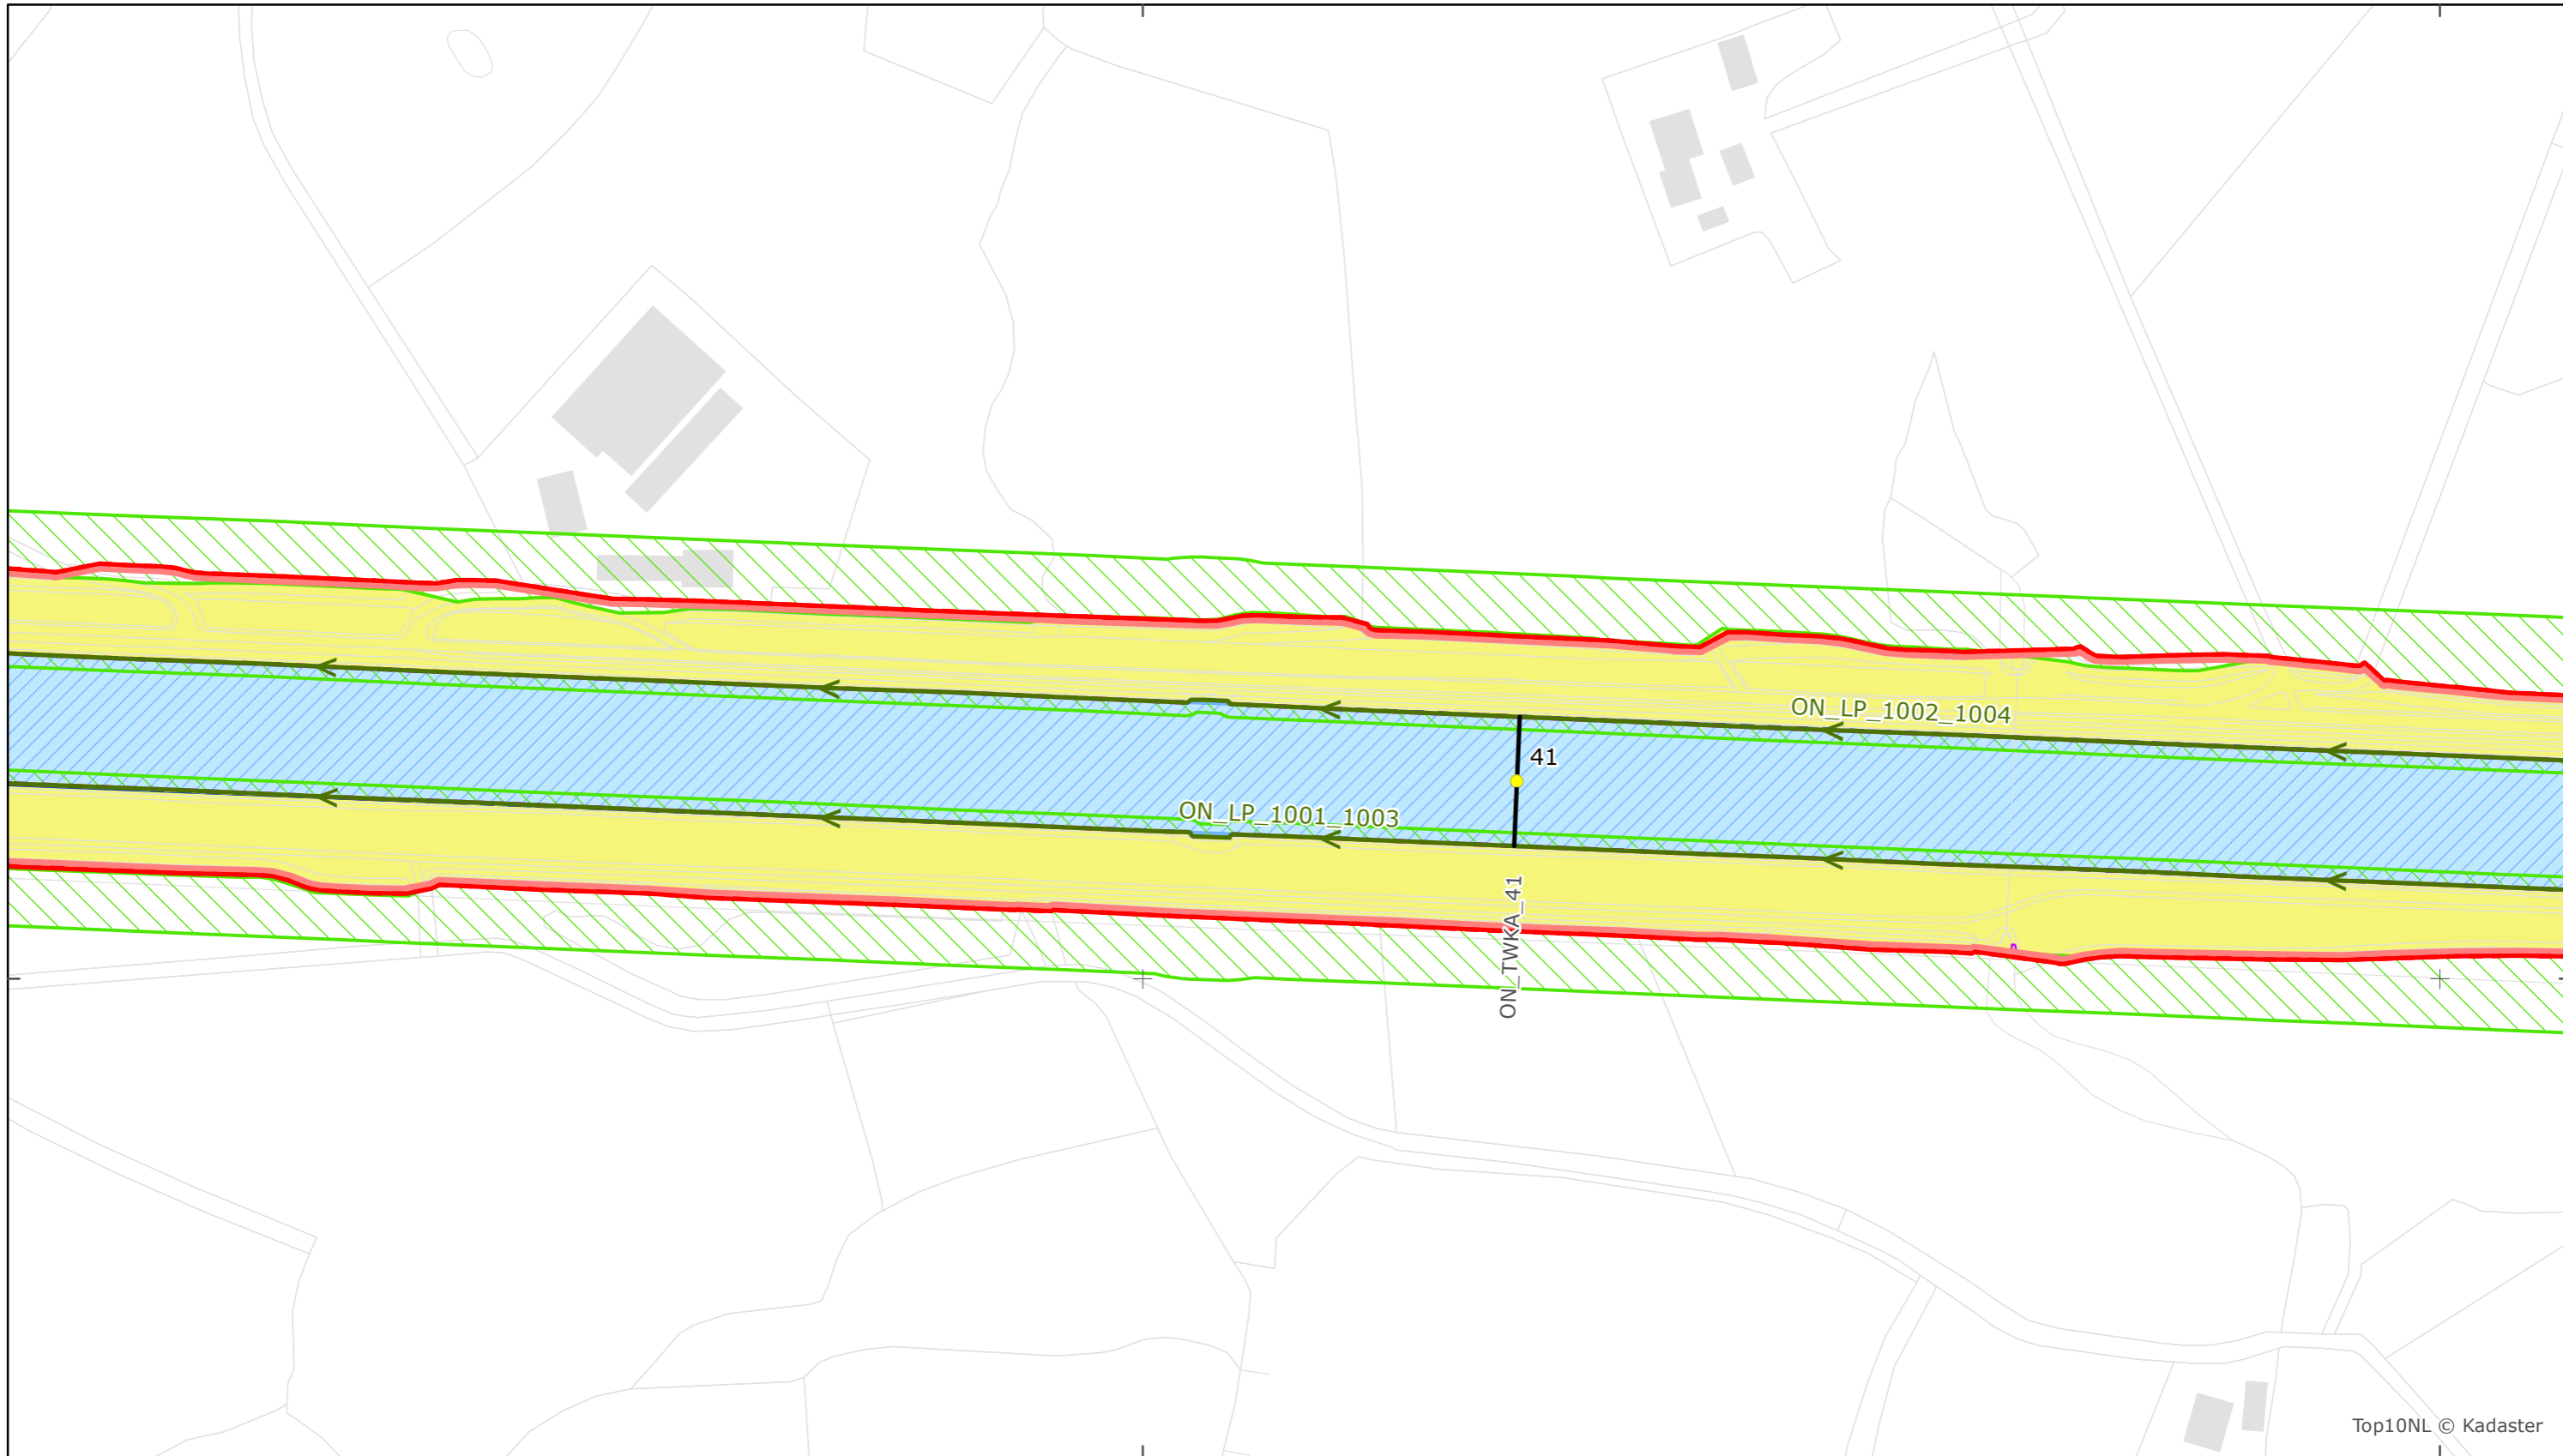 ON_LP_1002_1004
41
ON_LP_1001_1003
ON_TWKA_41
Top10NL © Kadaster